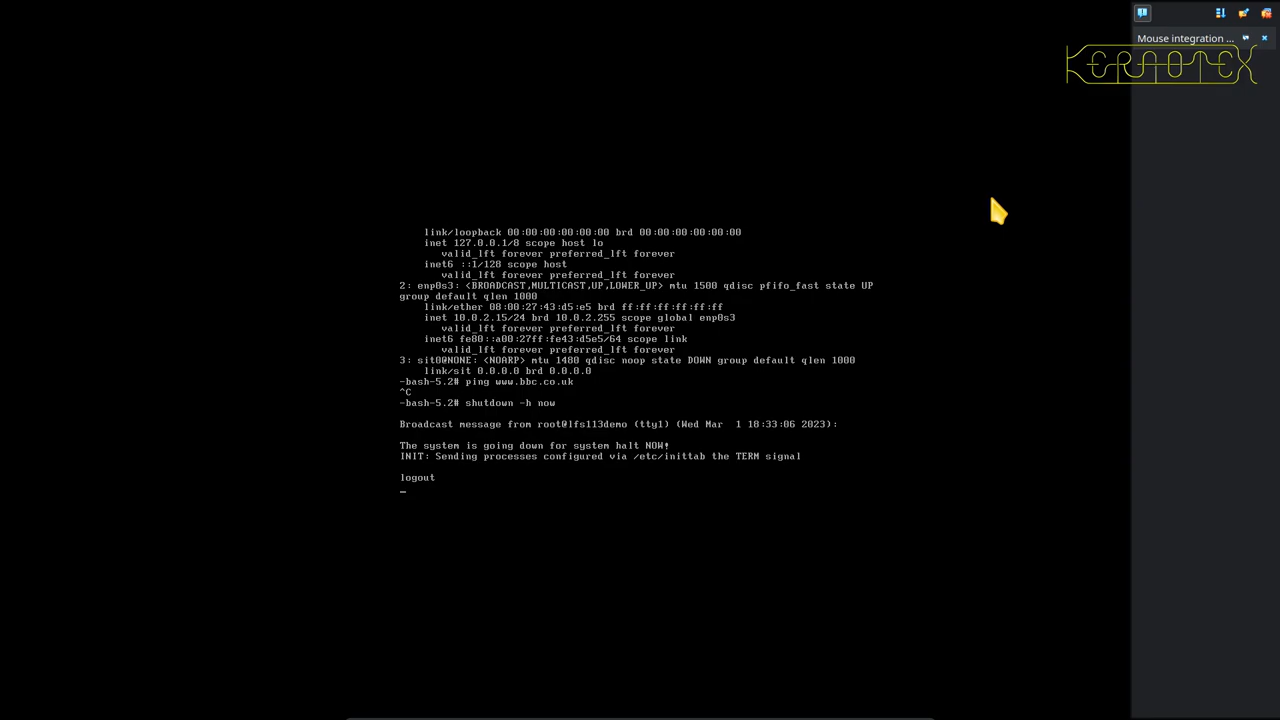 Mouse integration ...
KERNOTEX
link/loopback 00:00:00:00:00:00 brd 00:00:00:00:00:00
inet 127.0.0.1/8 scope host lo
valid_lft forever preferred_lft forever
inet6 ::1/128 scope host
valid_lft forever preferred_lft forever
2: enp0s3: <BROADCAST,MULTICAST,UP,LOWER_UP> mtu 1500 qdisc pfifo_fast state UP
group default qlen 1000
link/ether 08:00:27:43:d5:e5 brd ff:ff:ff:ff:ff:ff
inet 10.0.2.15/24 brd 10.0.2.255 scope global enp0s3
valid_lft forever preferred_lft forever
inet6 fe80::a00:27ff:fe43:d5e5/64 scope link
valid_lft forever preferred_lft forever
3: sit0@NONE: <NOARP> mtu 1480 qdisc noop state DOWN group default qlen 1000
link/sit 0.0.0.0 brd 0.0.0.0
-bash-5.2# ping www.bbc.co.uk
^C
-bash-5.2# shutdown -h now
Broadcast message from root@lfs113demo (tty1) (Wed Mar  1 18:33:06 2023):
The system is going down for system halt NOW!
INIT: Sending processes configured via /etc/inittab the TERM signal
logout